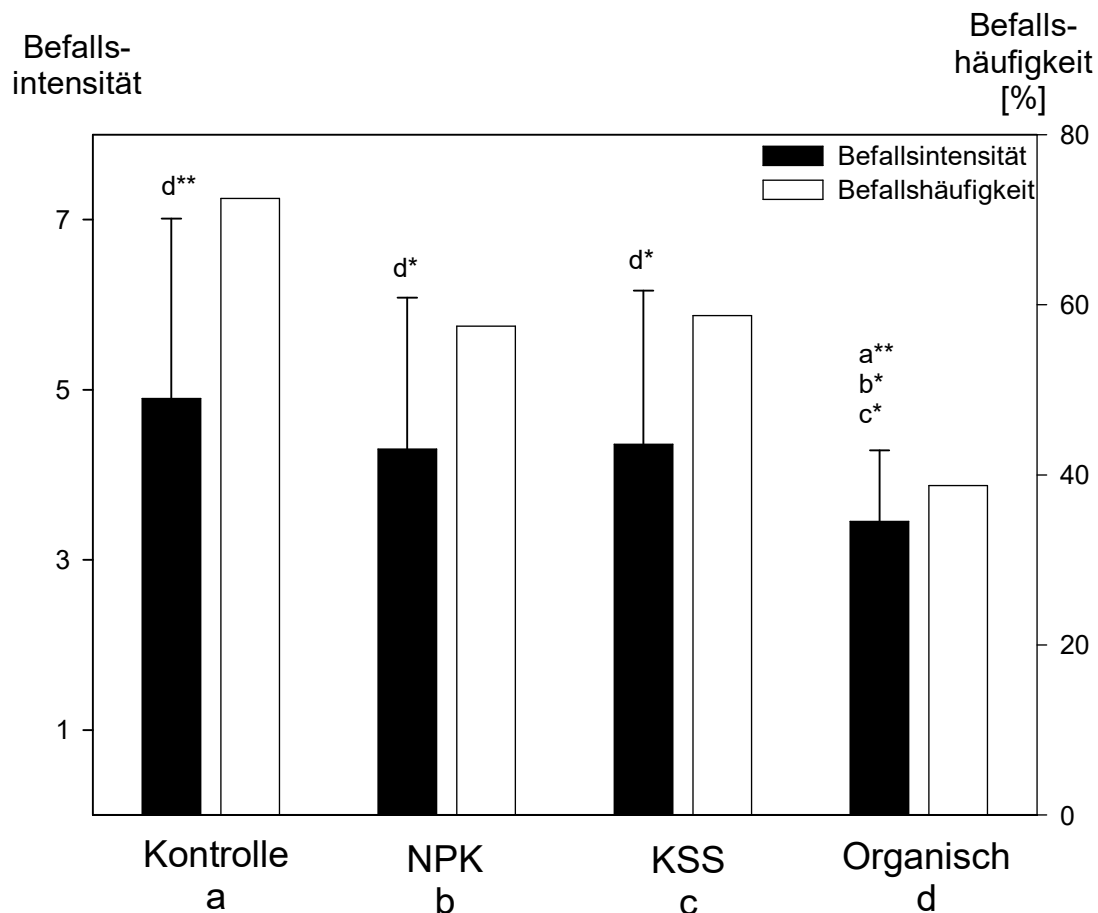 Befalls-
intensität
Befalls-
häufigkeit
[%]
Befallsintensität
Befallshäufigkeit
d**
d*
d*
a**
b*
c*
7
5
3
1
80
60
40
20
0
Kontrolle
a
NPK
b
KSS
c
Organisch
d